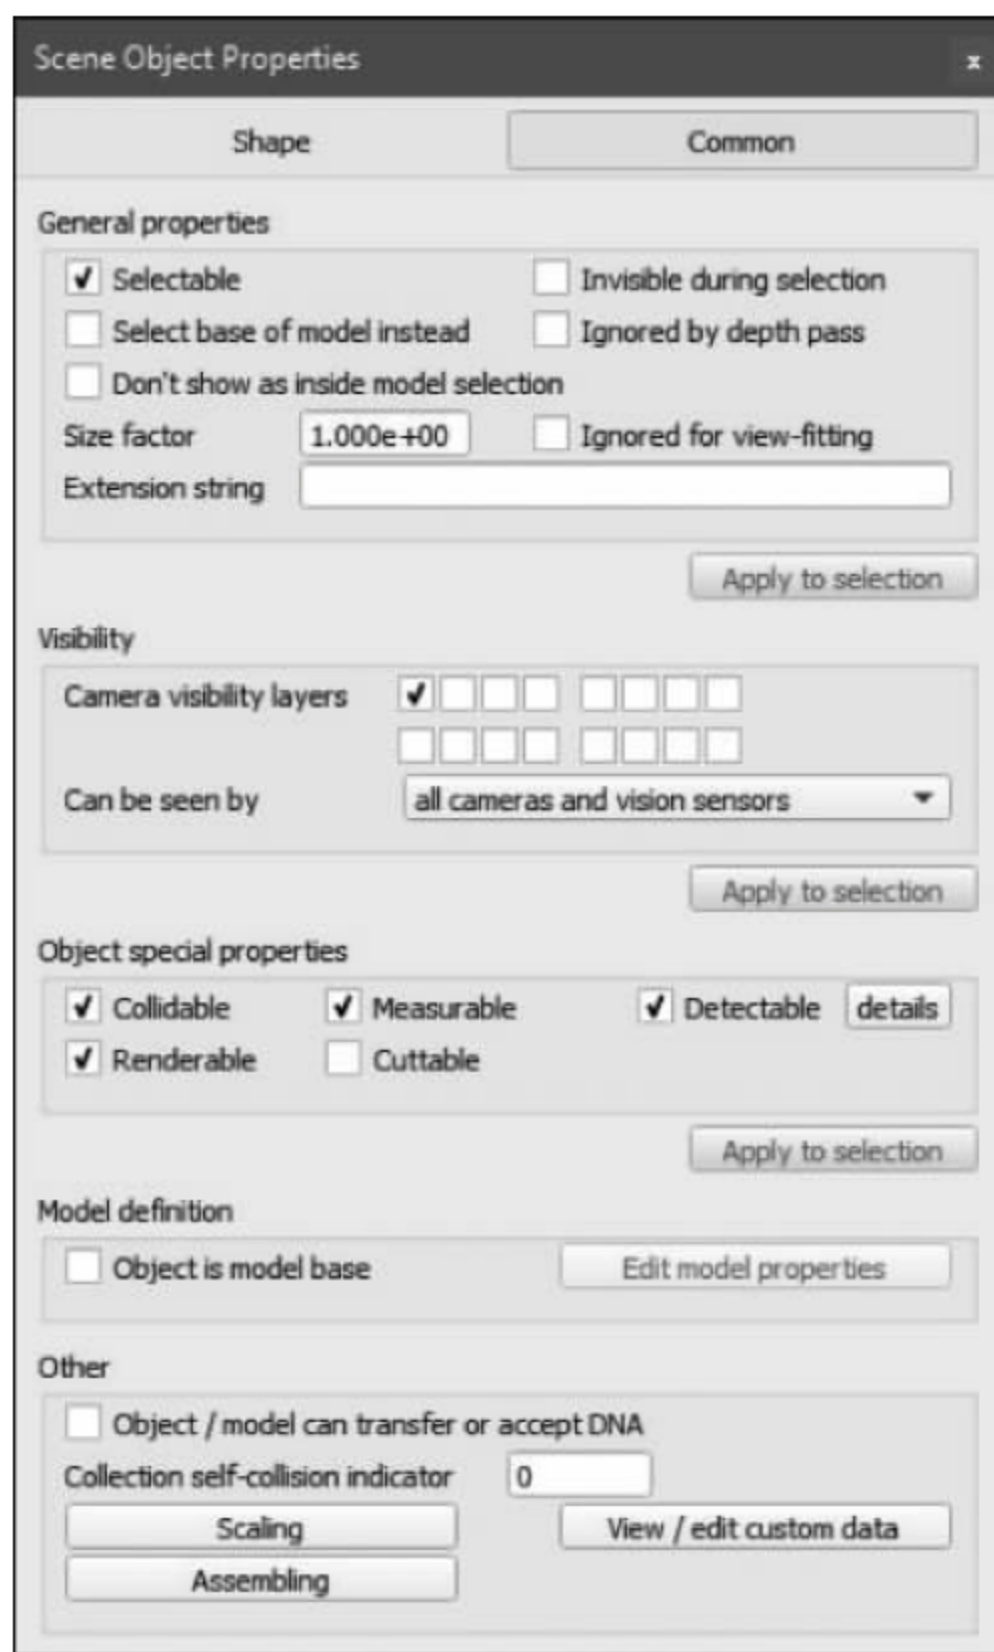 Scene Object Properties x
Shape Common
General properties
Selectable Invisible during selection
Select base of model instead Ignored by depth pass
Don't show as inside model selection
Size factor 1.000e+00 Ignored for view-fitting
Extension string
Apply to selection
Visibility
Camera visibility layers
Can be seen by all cameras and vision sensors
Apply to selection
Object special properties
Collidable Measurable Detectable details
Renderable Cuttable
Apply to selection
Model definition
Object is model base Edit model properties
Other
Object / model can transfer or accept DNA
Collection self-collision indicator 0
Scaling View / edit custom data
Assembling